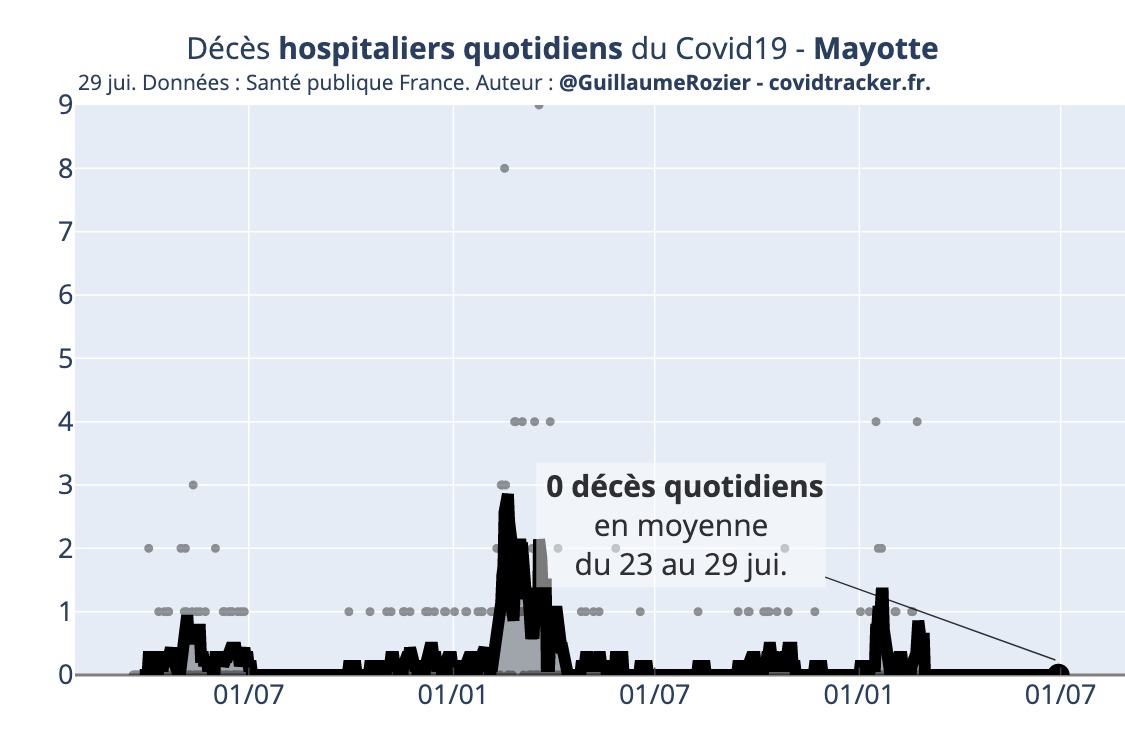 Décès hospitaliers quotidiens du Covid19 - Mayotte
29 jui. Données : Santé publique France. Auteur : @GuillaumeRozier - covidtracker.fr.
9
8
7
6
5
4
3
2
1
0
0 décès quotidiens
en moyenne
du 23 au 29 jui.
01/07 01/01 01/07 01/01 01/07